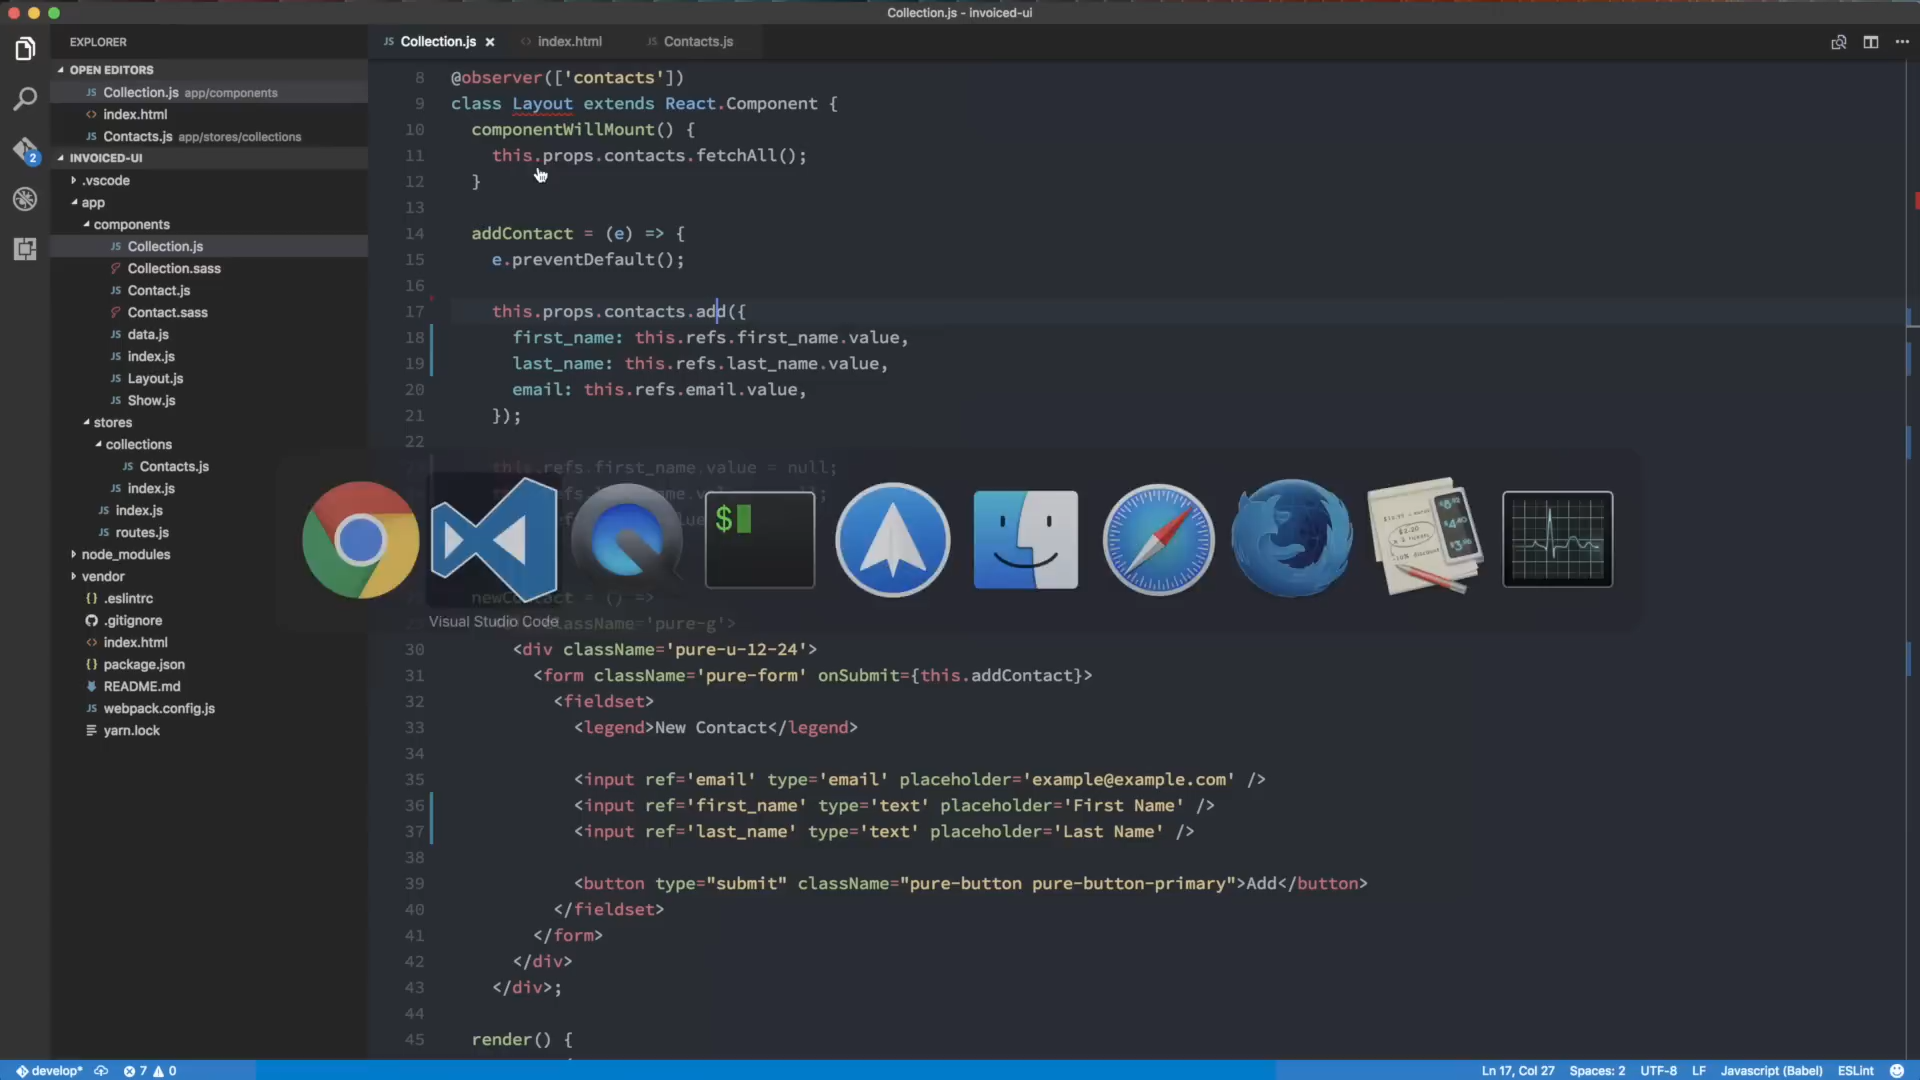 Collection.js - invoiced-ui
EXPLORER
OPEN EDITORS
JS Collection.js app/components
<> index.html
JS Contacts.js app/stores/collections
INVOICED-UI
.vscode
app
components
JS Collection.js
Collection.sass
JS Contact.js
Contact.sass
JS data.js
JS index.js
JS Layout.js
JS Show.js
stores
collections
JS Contacts.js
JS index.js
JS index.js
JS routes.js
node_modules
vendor
{} .eslintrc
.gitignore
<> index.html
{} package.json
README.md
JS webpack.config.js
yarn.lock
2
JS Collection.js × <> index.html JS Contacts.js
8 @observer(['contacts'])
9 class Layout extends React.Component {
10 componentWillMount() {
11 this.props.contacts.fetchAll();
12 }
13
14 addContact = (e) => {
15 e.preventDefault();
16
17 this.props.contacts.add({
18 first_name: this.refs.first_name.value,
19 last_name: this.refs.last_name.value,
20 email: this.refs.email.value,
21 });
22
this.refs.first_name.value = null;
$
newContact = () =>
className='pure-g'>
Visual Studio Code
30 <div className='pure-u-12-24'>
31 <form className='pure-form' onSubmit={this.addContact}>
32 <fieldset>
33 <legend>New Contact</legend>
34
35 <input ref='email' type='email' placeholder='example@example.com' />
36 <input ref='first_name' type='text' placeholder='First Name' />
37 <input ref='last_name' type='text' placeholder='Last Name' />
38
39 <button type="submit" className="pure-button pure-button-primary">Add</button>
40 </fieldset>
41 </form>
42 </div>
43 </div>;
44
45 render() {
develop* 7 0 Ln 17, Col 27 Spaces: 2 UTF-8 LF Javascript (Babel) ESLint